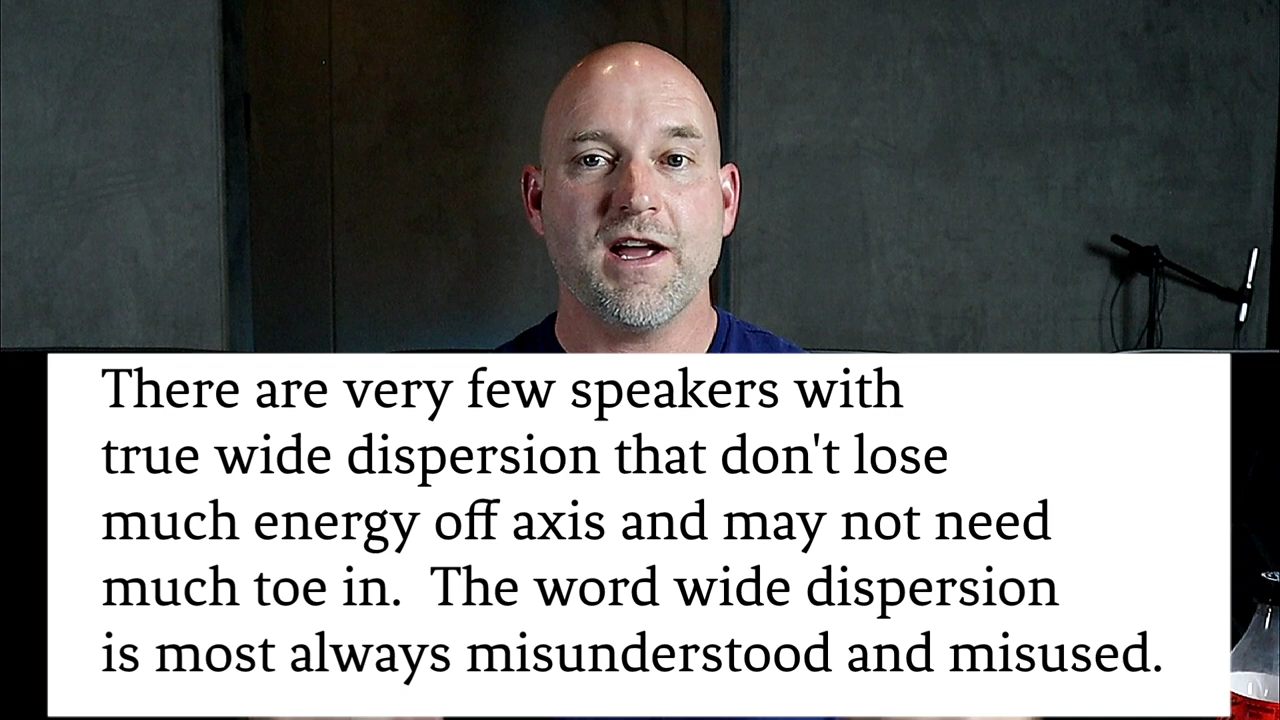 There are very few speakers with
true wide dispersion that don't lose
much energy off axis and may not need
much toe in.  The word wide dispersion
is most always misunderstood and misused.